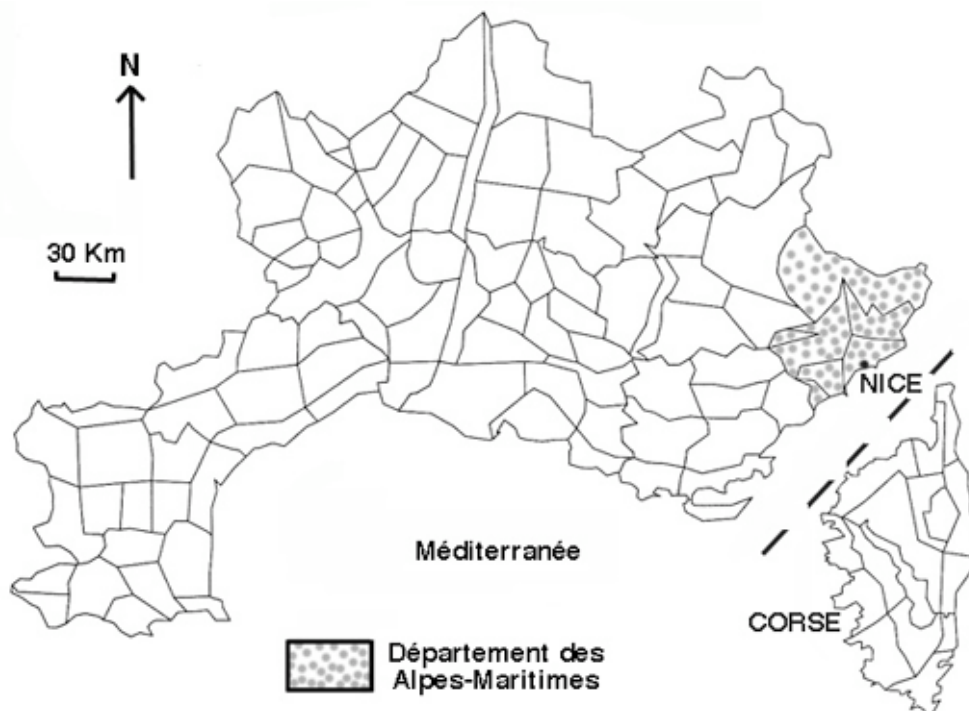 N
30 Km
NICE
Méditerranée
CORSE
Département des
Alpes-Maritimes